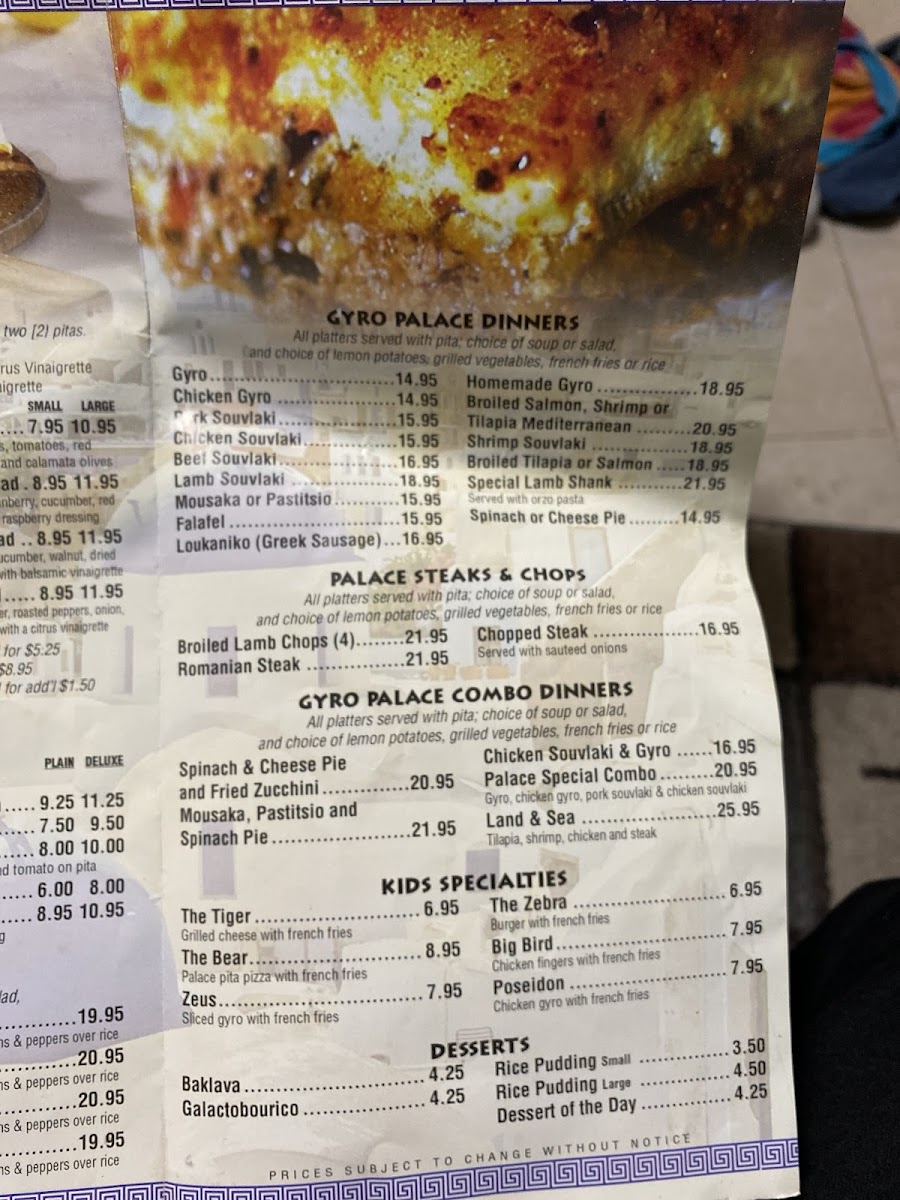 two [2] pitas.
rus Vinaigrette
aigrette
SMALL LARGE
.... 7.95 10.95
s, tomatoes, red
and calamata olives
ad . 8.95 11.95
nberry, cucumber, red
raspberry dressing
ad .. 8.95 11.95
ucumber, walnut, dried
with balsamic vinaigrette
..... 8.95 11.95
er, roasted peppers, onion,
with a citrus vinaigrette
for $5.25
$8.95
for add'l $1.50
PLAIN DELUXE
..... 9.25 11.25
...... 7.50 9.50
...... 8.00 10.00
nd tomato on pita
..... 6.00 8.00
..... 8.95 10.95
g
lad,
............19.95
ns & peppers over rice
............20.95
ns & peppers over rice
............20.95
ns & peppers over rice
............19.95
ns & peppers over rice
GYRO PALACE DINNERS
All platters served with pita; choice of soup or salad,
and choice of lemon potatoes, grilled vegetables, french fries or rice
Gyro..............................14.95
Chicken Gyro ...................14.95
rk Souvlaki...................15.95
Chicken Souvlaki...............15.95
Beef Souvlaki...................16.95
Lamb Souvlaki .................18.95
Mousaka or Pastitsio...........15.95
Falafel ...........................15.95
Loukaniko (Greek Sausage)...16.95
Homemade Gyro ................18.95
Broiled Salmon, Shrimp or
Tilapia Mediterranean .........20.95
Shrimp Souvlaki ................18.95
Broiled Tilapia or Salmon .....18.95
Special Lamb Shank ...........21.95
Served with orzo pasta
Spinach or Cheese Pie.........14.95
PALACE STEAKS & CHOPS
All platters served with pita; choice of soup or salad,
and choice of lemon potatoes, grilled vegetables, french fries or rice
Broiled Lamb Chops (4)........21.95
Romanian Steak ................21.95
Chopped Steak .................16.95
Served with sauteed onions
GYRO PALACE COMBO DINNERS
All platters served with pita; choice of soup or salad,
and choice of lemon potatoes, grilled vegetables, french fries or rice
Spinach & Cheese Pie
and Fried Zucchini..............20.95
Mousaka, Pastitsio and
Spinach Pie.......................21.95
Chicken Souvlaki & Gyro ......16.95
Palace Special Combo.........20.95
Gyro, chicken gyro, pork souvlaki & chicken souvlaki
Land & Sea ......................25.95
Tilapia, shrimp, chicken and steak
KIDS SPECIALTIES
The Tiger ........................... 6.95
Grilled cheese with french fries
The Bear............................ 8.95
Palace pita pizza with french fries
Zeus................................. 7.95
Sliced gyro with french fries
The Zebra ......................... 6.95
Burger with french fries
Big Bird............................ 7.95
Chicken fingers with french fries
Poseidon .......................... 7.95
Chicken gyro with french fries
DESSERTS
Baklava ............................. 4.25
Galactobourico .................... 4.25
Rice Pudding Small ............... 3.50
Rice Pudding Large ............... 4.50
Dessert of the Day ............... 4.25
PRICES SUBJECT TO CHANGE WITHOUT NOTICE